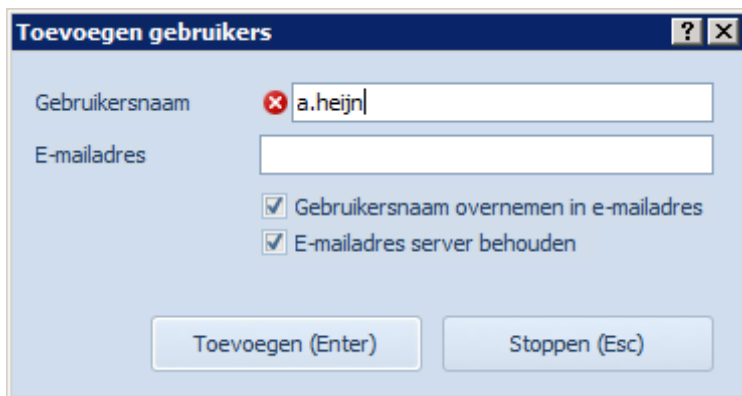 Toevoegen gebruikers
Gebruikersnaam a.heijn
E-mailadres
Gebruikersnaam overnemen in e-mailadres
E-mailadres server behouden
Toevoegen (Enter) Stoppen (Esc)